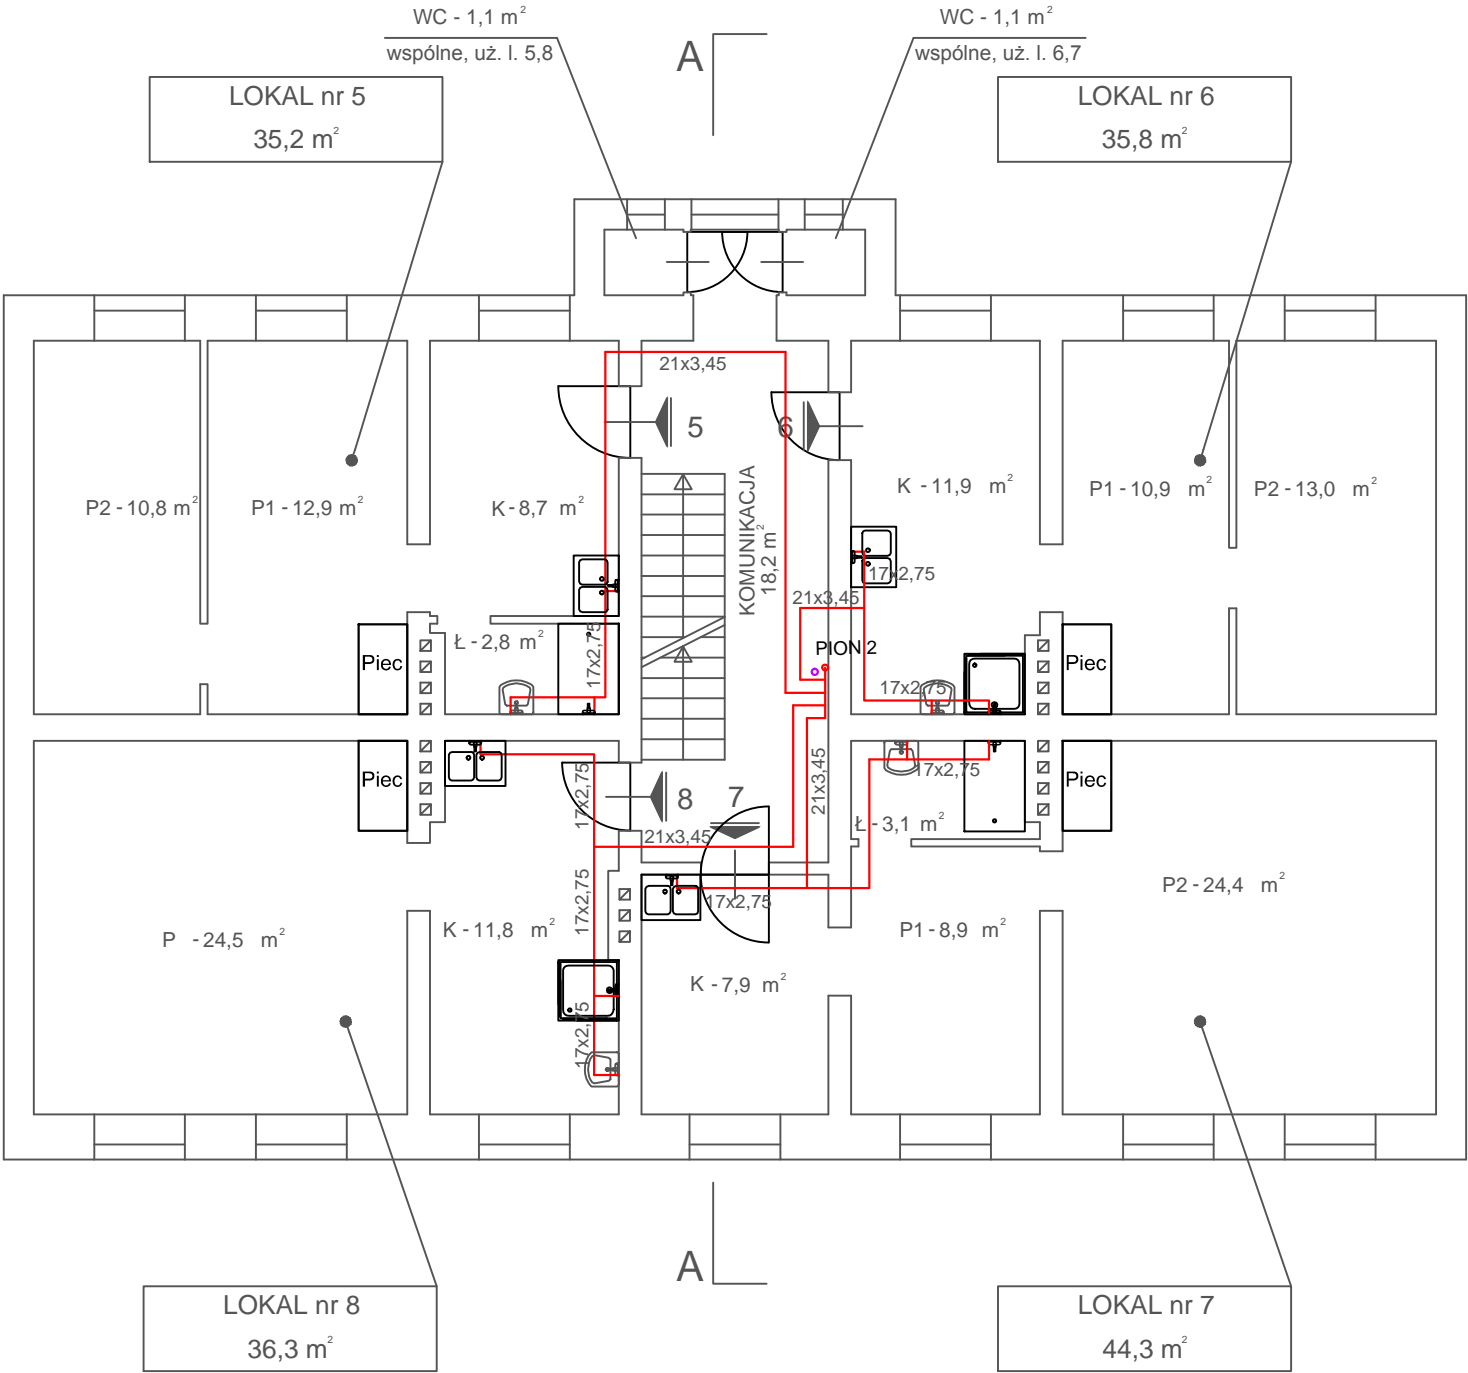 WC - 1,1 m²
wspólne, uż. l. 5,8
WC - 1,1 m²
wspólne, uż. l. 6,7
A
LOKAL nr 5
35,2 m²
LOKAL nr 6
35,8 m²
21x3,45
5
6
P2 - 10,8 m²
P1 - 12,9 m²
K - 8,7 m²
KOMUNIKACJA
18,2 m²
K - 11,9 m²
P1 - 10,9 m²
P2 - 13,0 m²
17x2,75
21x3,45
Ł - 2,8 m²
17x2,75
PION 2
Piec
17x2,75
Piec
Piec
17x2,75
8
7
21x3,45
17x2,75
Piec
21x3,45
Ł - 3,1 m²
17x2,75
17x2,75
P - 24,5 m²
K - 11,8 m²
K - 7,9 m²
P1 - 8,9 m²
P2 - 24,4 m²
17x2,75
A
LOKAL nr 8
36,3 m²
LOKAL nr 7
44,3 m²